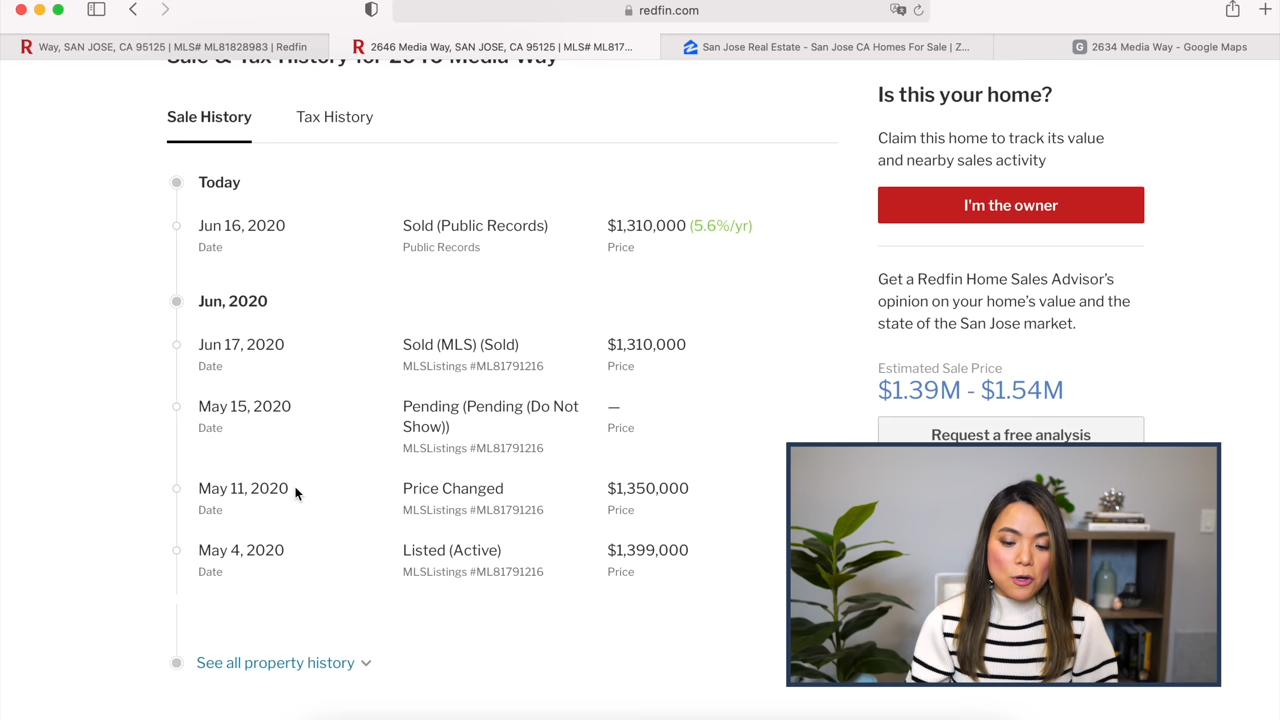 redfin.com
Way, SAN JOSE, CA 95125 | MLS# ML81828983 | Redfin
2646 Media Way, SAN JOSE, CA 95125 | MLS# ML817...
San Jose Real Estate - San Jose CA Homes For Sale | Z...
G 2634 Media Way - Google Maps
Sale & Tax History for 2646 Media Way
Sale History Tax History
Today
Jun 16, 2020 Sold (Public Records) $1,310,000 (5.6%/yr)
Date Public Records Price
Jun, 2020
Jun 17, 2020 Sold (MLS) (Sold) $1,310,000
Date MLSListings #ML81791216 Price
May 15, 2020 Pending (Pending (Do Not —
Date Show)) Price
MLSListings #ML81791216
May 11, 2020 Price Changed $1,350,000
Date MLSListings #ML81791216 Price
May 4, 2020 Listed (Active) $1,399,000
Date MLSListings #ML81791216 Price
See all property history
Is this your home?
Claim this home to track its value
and nearby sales activity
I'm the owner
Get a Redfin Home Sales Advisor's
opinion on your home's value and the
state of the San Jose market.
Estimated Sale Price
$1.39M - $1.54M
Request a free analysis